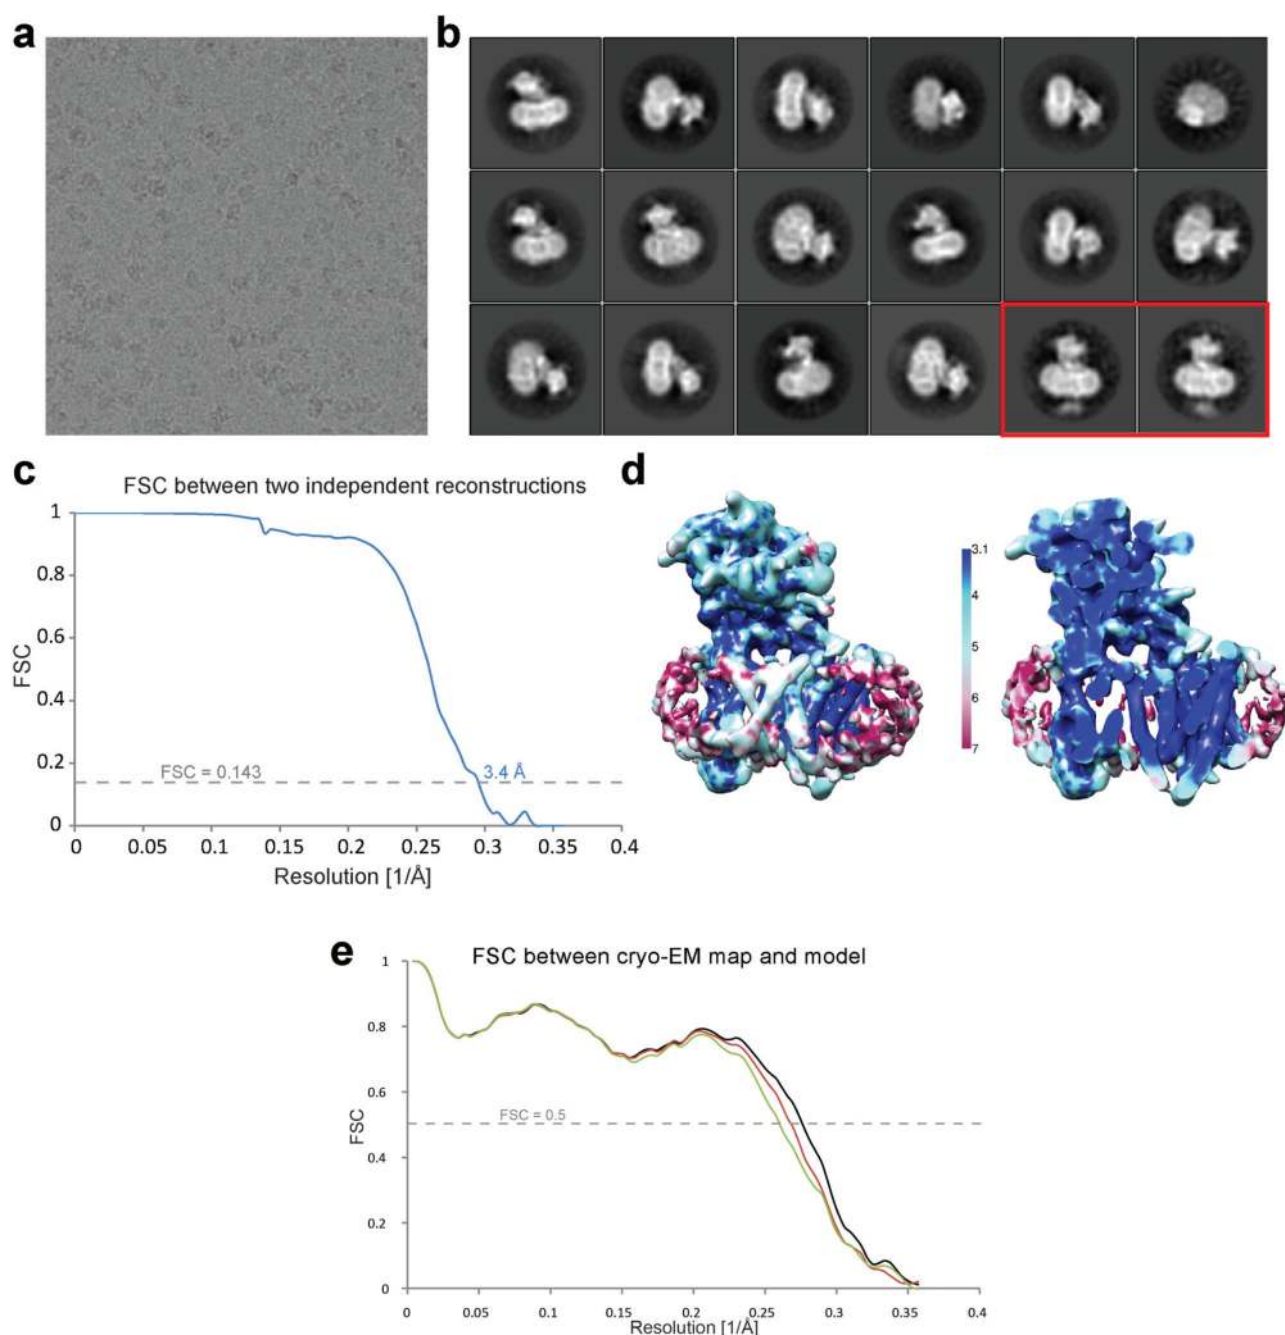 a
b
c
FSC between two independent reconstructions
1
0.8
0.6
0.4
0.2
0
FSC
FSC = 0.143
3.4 Å
0
0.05
0.1
0.15
0.2
0.25
0.3
0.35
0.4
Resolution [1/Å]
d
3.1
4
5
6
7
e
FSC between cryo-EM map and model
1
0.8
0.6
0.4
0.2
0
FSC
FSC = 0.5
0
0.05
0.1
0.15
0.2
0.25
0.3
0.35
0.4
Resolution [1/Å]